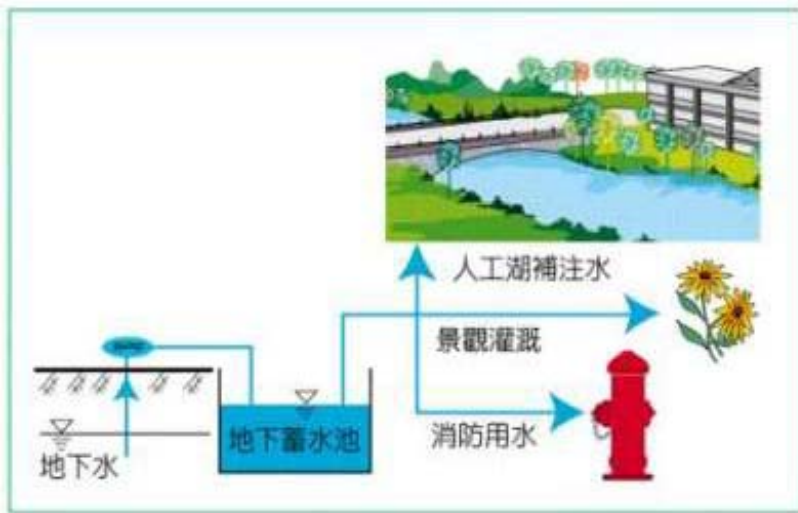 人工湖補注水
景觀灌溉
消防用水
地下蓄水池
地下水